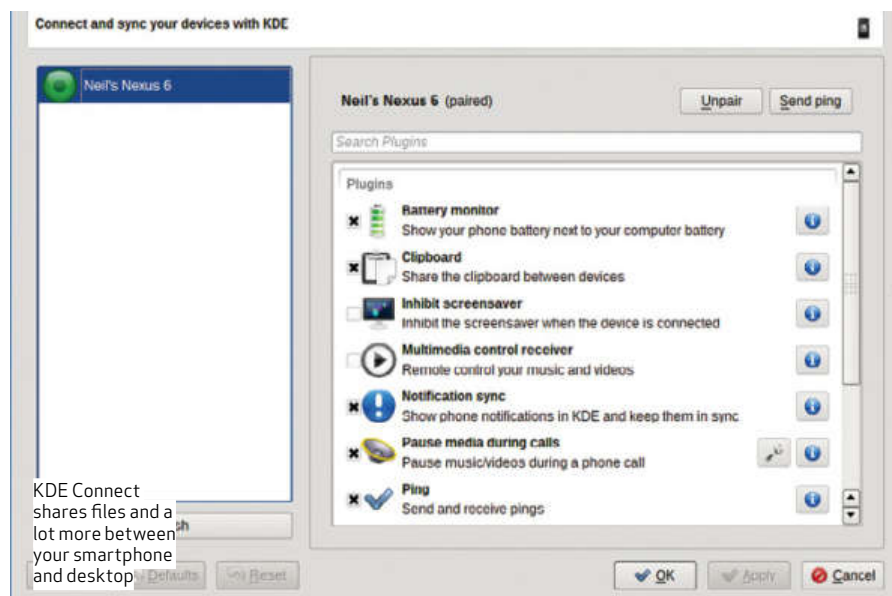 Connect and sync your devices with KDE
Neil's Nexus 6
Neil's Nexus 6 (paired)
Unpair
Send ping
Search Plugins
Plugins
Battery monitor
Show your phone battery next to your computer battery
Clipboard
Share the clipboard between devices
Inhibit screensaver
Inhibit the screensaver when the device is connected
Multimedia control receiver
Remote control your music and videos
Notification sync
Show phone notifications in KDE and keep them in sync
Pause media during calls
Pause music/videos during a phone call
Ping
Send and receive pings
KDE Connect
shares files and a
lot more between
your smartphone
and desktop
Defaults
Reset
OK
Apply
Cancel